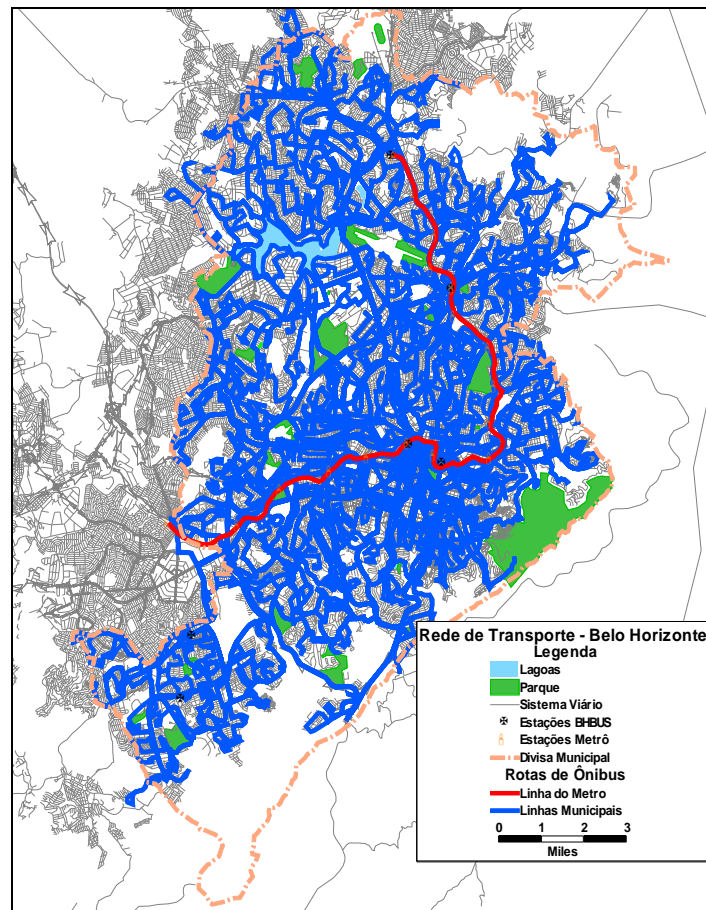 Rede de Transporte - Belo Horizonte
Legenda
Lagoas
Parque
Sistema Viário
Estações BHBUS
Estações Metrô
Divisa Municipal
Rotas de Ônibus
Linha do Metro
Linhas Municipais
0 1 2 3
Miles